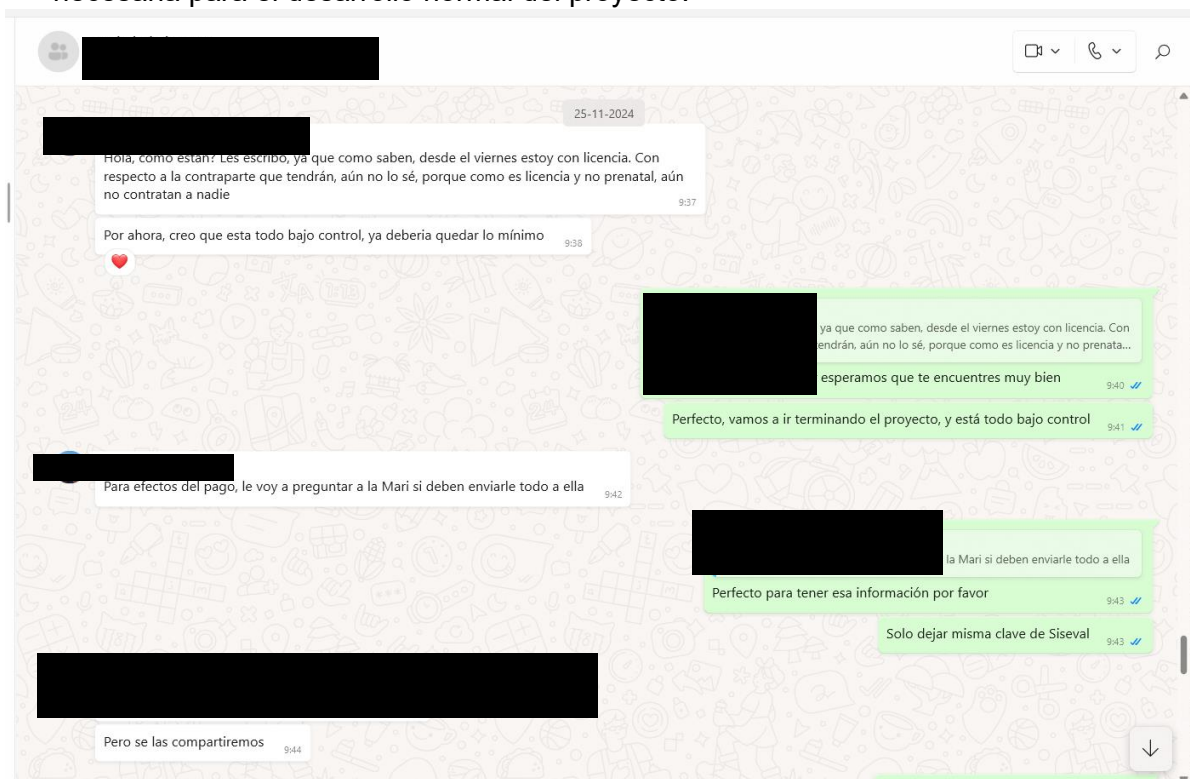 necesaria para el desarrollo normal del proyecto.
25-11-2024
Hola, como están? Les escribo, ya que como saben, desde el viernes estoy con licencia. Con
respecto a la contraparte que tendrán, aún no lo sé, porque como es licencia y no prenatal, aún
no contratan a nadie
9:37
Por ahora, creo que esta todo bajo control, ya deberia quedar lo mínimo 9:38
ya que como saben, desde el viernes estoy con licencia. Con
endrán, aún no lo sé, porque como es licencia y no prenata...
esperamos que te encuentres muy bien 9:40
Perfecto, vamos a ir terminando el proyecto, y está todo bajo control 9:41
Para efectos del pago, le voy a preguntar a la Mari si deben enviarle todo a ella 9:42
la Mari si deben enviarle todo a ella
Perfecto para tener esa información por favor 9:43
Solo dejar misma clave de Siseval 9:43
Pero se las compartiremos 9:44